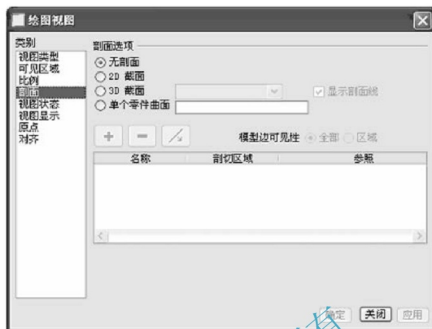 绘图视图
类别
视图类型
可见区域
比例
剖面
视图状态
视图显示
原点
对齐
剖面选项
无剖面
2D 截面
3D 截面
显示剖面线
单个零件曲面
模型边可见性 全部 区域
名称 剖切区域 参照
确定 关闭 应用
有